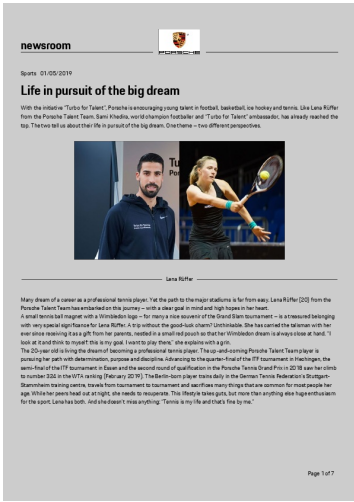 newsroom
PORSCHE
Sports 01/05/2019
Life in pursuit of the big dream
With the initiative "Turbo for Talent", Porsche is encouraging young talent in football, basketball, ice hockey and tennis. Like Lena Rüffer
from the Porsche Talent Team. Sami Khedira, world champion footballer and "Turbo for Talent" ambassador, has already reached the
top. The two tell us about their life in pursuit of the big dream. One theme – two different perspectives.
Tu
Po
Lena Rüffer
Many dream of a career as a professional tennis player. Yet the path to the major stadiums is far from easy. Lena Rüffer (20) from the
Porsche Talent Team has embarked on this journey – with a clear goal in mind and high hopes in her heart.
A small tennis ball magnet with a Wimbledon logo – for many a nice souvenir of the Grand Slam tournament – is a treasured belonging
with very special significance for Lena Rüffer. A trip without the good-luck charm? Unthinkable. She has carried the talisman with her
ever since receiving it as a gift from her parents, nestled in a small red pouch so that her Wimbledon dream is always close at hand. "I
look at it and think to myself: this is my goal. I want to play there," she explains with a grin.
The 20-year old is living the dream of becoming a professional tennis player. The up-and-coming Porsche Talent Team player is
pursuing her path with determination, purpose and discipline. Advancing to the quarter-final of the ITF tournament in Hechingen, the
semi-final of the ITF tournament in Essen and the second round of qualification in the Porsche Tennis Grand Prix in 2018 saw her climb
to number 324 in the WTA ranking (February 2019). The Berlin-born player trains daily in the German Tennis Federation's Stuttgart-
Stammheim training centre, travels from tournament to tournament and sacrifices many things that are common for most people her
age. While her peers head out at night, she needs to recuperate. This lifestyle takes guts, but more than anything else huge enthusiasm
for the sport. Lena has both. And she doesn't miss anything: "Tennis is my life and that's fine by me."
Page 1 of 7